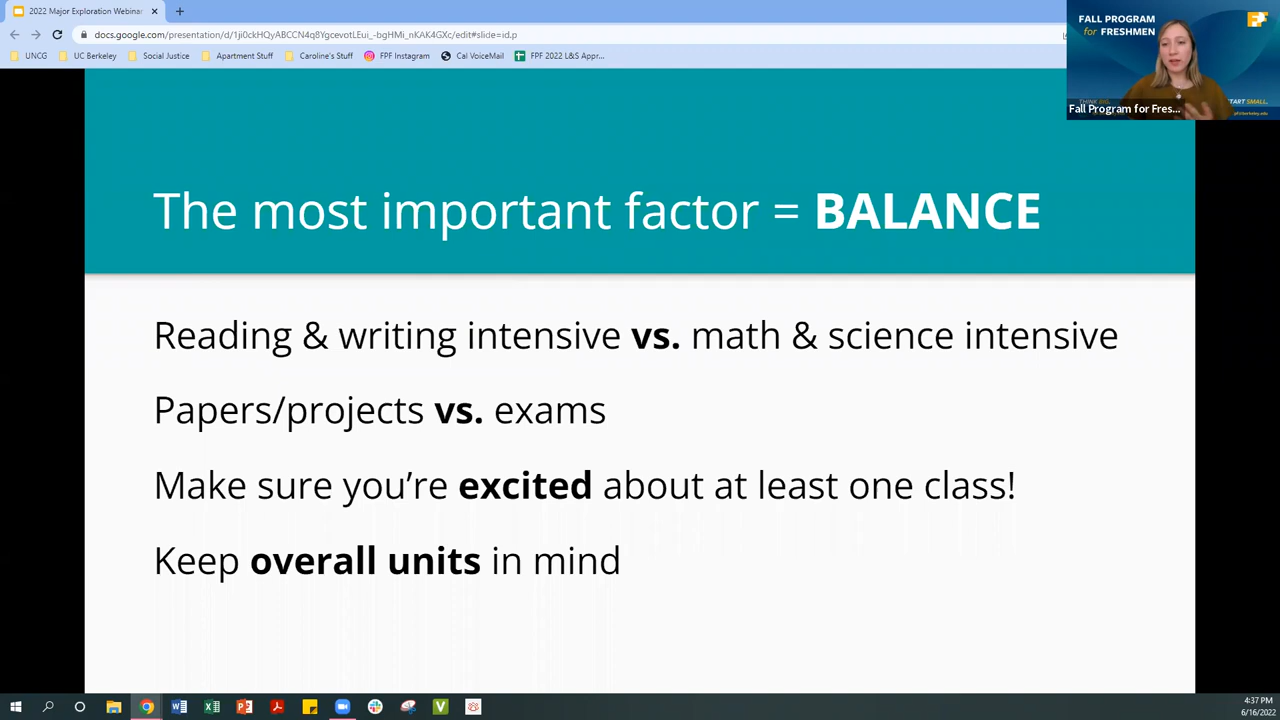 2022 Major Exploration Webina
docs.google.com/presentation/d/1ji0ckHQyABCCN4q8YgcevotLEui_-bgHMi_nKAK4GXc/edit#slide=id.p
UNCG
UC Berkeley
Social Justice
Apartment Stuff
Caroline's Stuff
FPF Instagram
Cal VoiceMail
FPF 2022 L&S Appr...
FALL PROGRAM
for FRESHMEN
START SMALL.
Fall Program for Fres...
The most important factor = BALANCE
Reading & writing intensive vs. math & science intensive
Papers/projects vs. exams
Make sure you're excited about at least one class!
Keep overall units in mind
4:37 PM
6/16/2022